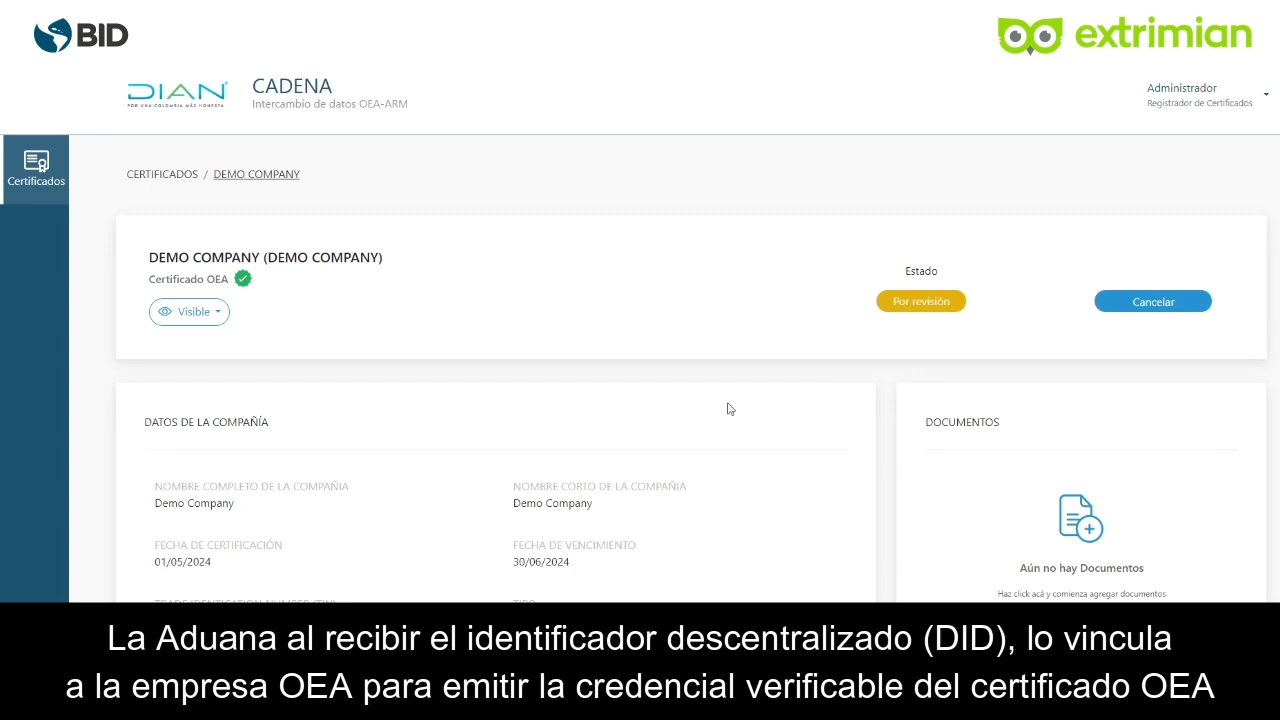 BID
extrimian
DIAN
POR UNA COLOMBIA MÁS HONESTA
CADENA
Intercambio de datos OEA-ARM
Administrador
Registrador de Certificados
Certificados
CERTIFICADOS / DEMO COMPANY
DEMO COMPANY (DEMO COMPANY)
Certificado OEA
Visible
Estado
Por revisión
Cancelar
DATOS DE LA COMPAÑÍA
NOMBRE COMPLETO DE LA COMPAÑIA
Demo Company
NOMBRE CORTO DE LA COMPAÑIA
Demo Company
FECHA DE CERTIFICACIÓN
01/05/2024
FECHA DE VENCIMIENTO
30/06/2024
DOCUMENTOS
Aún no hay Documentos
Haz click acá y comienza agregar documentos
La Aduana al recibir el identificador descentralizado (DID), lo vincula
a la empresa OEA para emitir la credencial verificable del certificado OEA